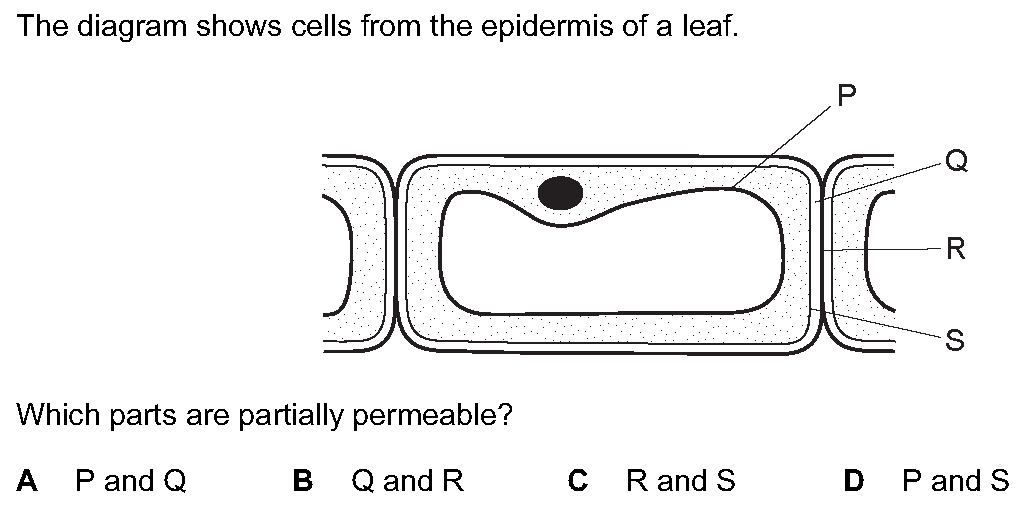 The diagram shows cells from the epidermis of a leaf.
P
Q
R
S
Which parts are partially permeable?
A P and Q B Q and R C R and S D P and S